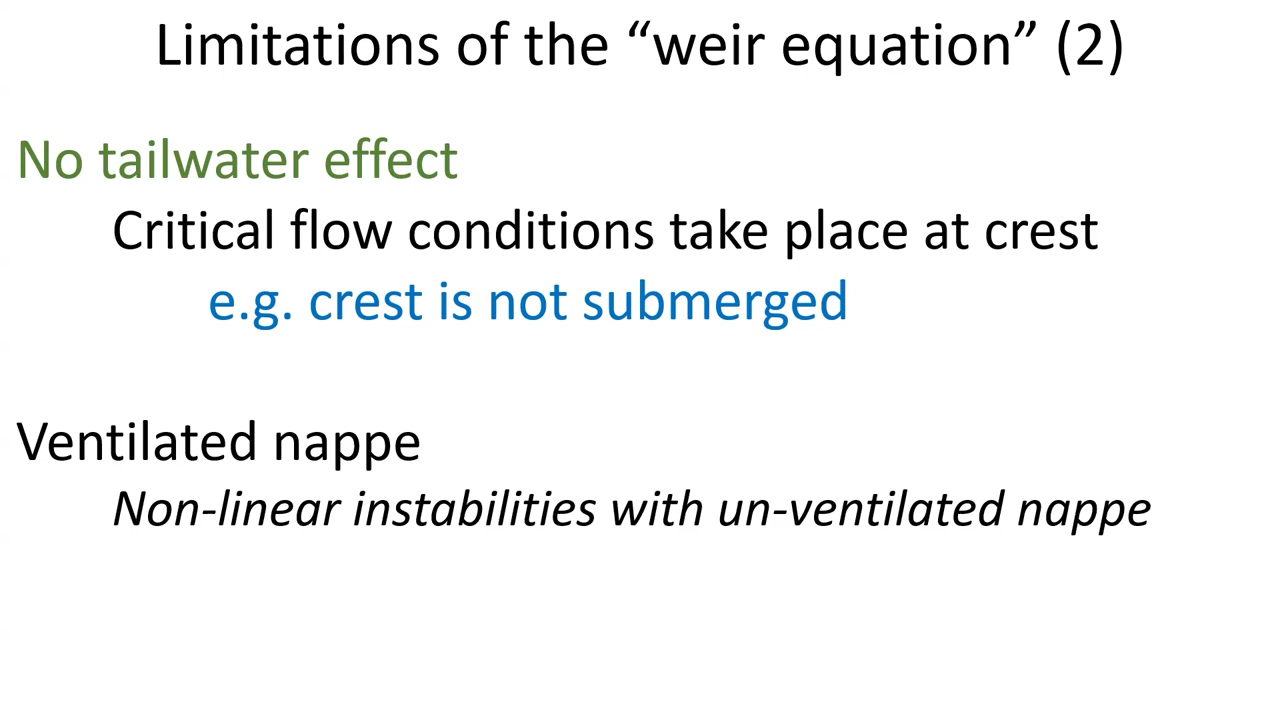 Limitations of the “weir equation” (2)
No tailwater effect
Critical flow conditions take place at crest
e.g. crest is not submerged
Ventilated nappe
Non-linear instabilities with un-ventilated nappe